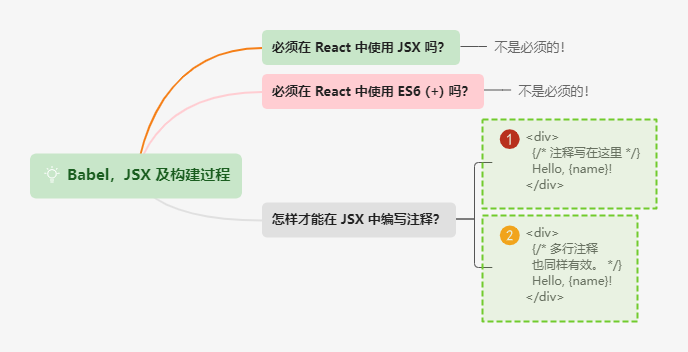 Babel，JSX 及构建过程
必须在 React 中使用 JSX 吗？
不是必须的！
必须在 React 中使用 ES6 (+) 吗？
不是必须的！
怎样才能在 JSX 中编写注释？
1
<div>
{/* 注释写在这里 */}
Hello, {name}!
</div>
2
<div>
{/* 多行注释
也同样有效。 */}
Hello, {name}!
</div>